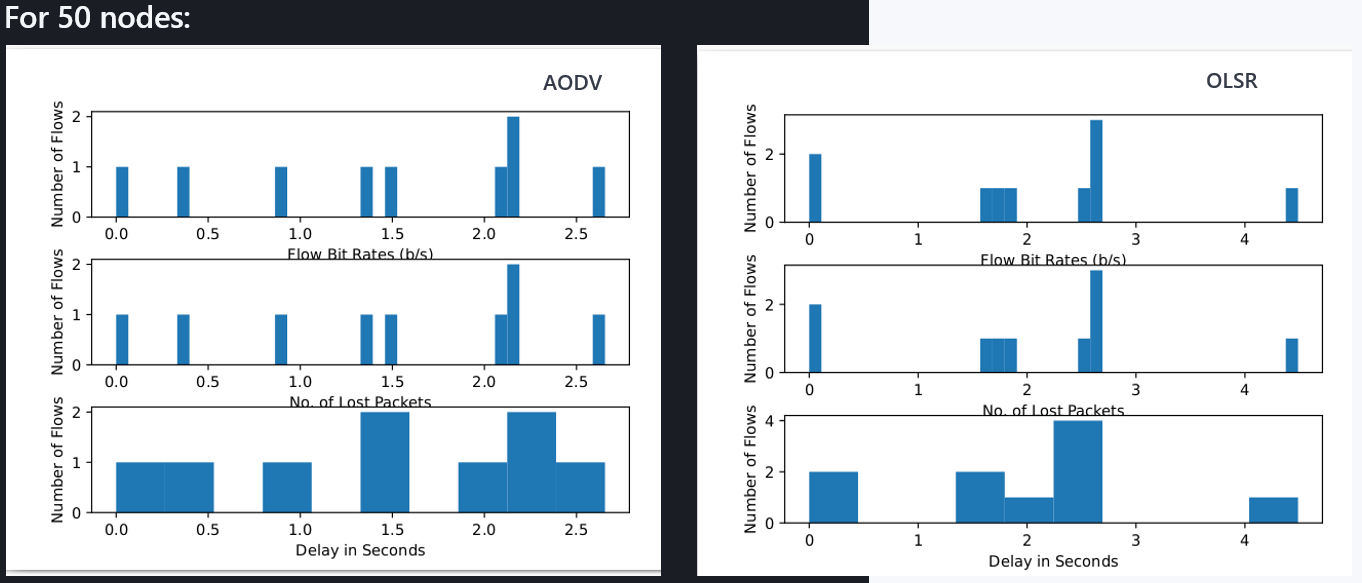 For 50 nodes:
AODV
Number of Flows
2
1
0
0.0 0.5 1.0 1.5 2.0 2.5
Flow Bit Rates (b/s)
Number of Flows
2
1
0
0.0 0.5 1.0 1.5 2.0 2.5
No. of Lost Packets
Number of Flows
2
1
0
0.0 0.5 1.0 1.5 2.0 2.5
Delay in Seconds
OLSR
Number of Flows
2
0
0 1 2 3 4
Flow Bit Rates (b/s)
Number of Flows
2
0
0 1 2 3 4
No. of Lost Packets
Number of Flows
4
2
0
0 1 2 3 4
Delay in Seconds